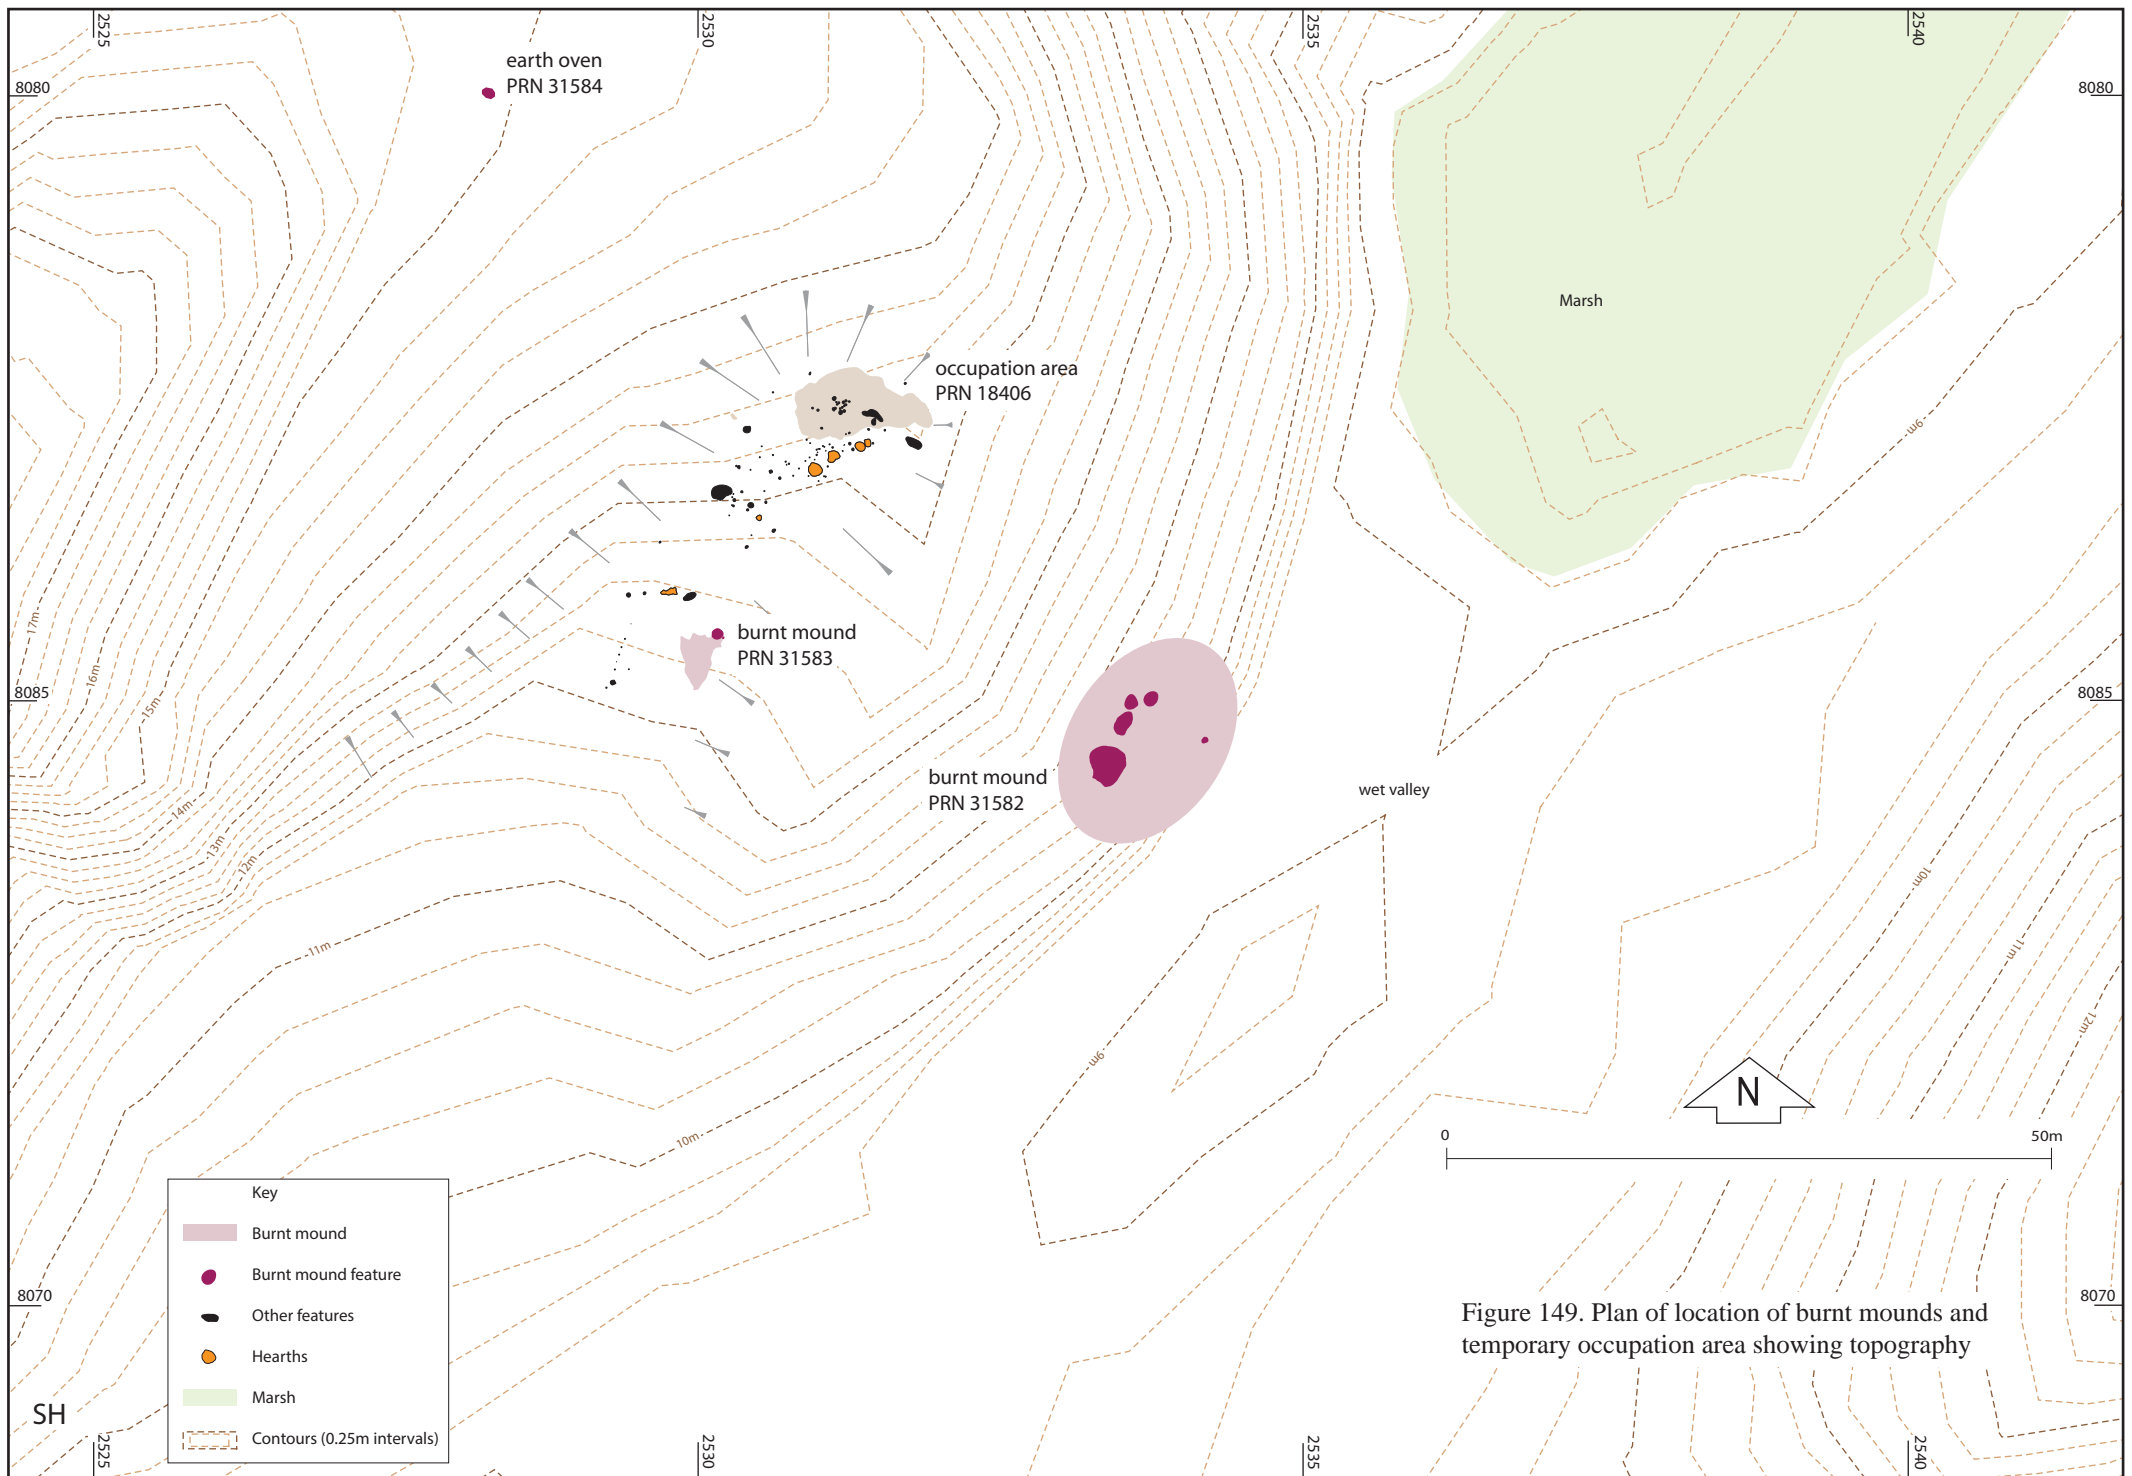 2525
2530
2535
2540
8080
8080
earth oven
PRN 31584
Marsh
occupation area
PRN 18406
9m
17m
burnt mound
PRN 31583
16m
8085
8085
15m
burnt mound
PRN 31582
wet valley
14m
13m
12m
10m
11m
11m
12m
9m
10m
N
0
50m
Key
Burnt mound
Burnt mound feature
Other features
Hearths
Marsh
Contours (0.25m intervals)
8070
8070
Figure 149. Plan of location of burnt mounds and
temporary occupation area showing topography
SH
2525
2530
2535
2540